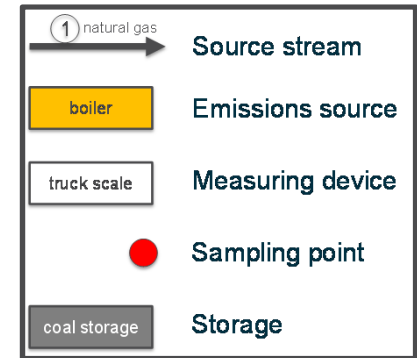 1 natural gas
Source stream
boiler Emissions source
truck scale Measuring device
Sampling point
coal storage Storage